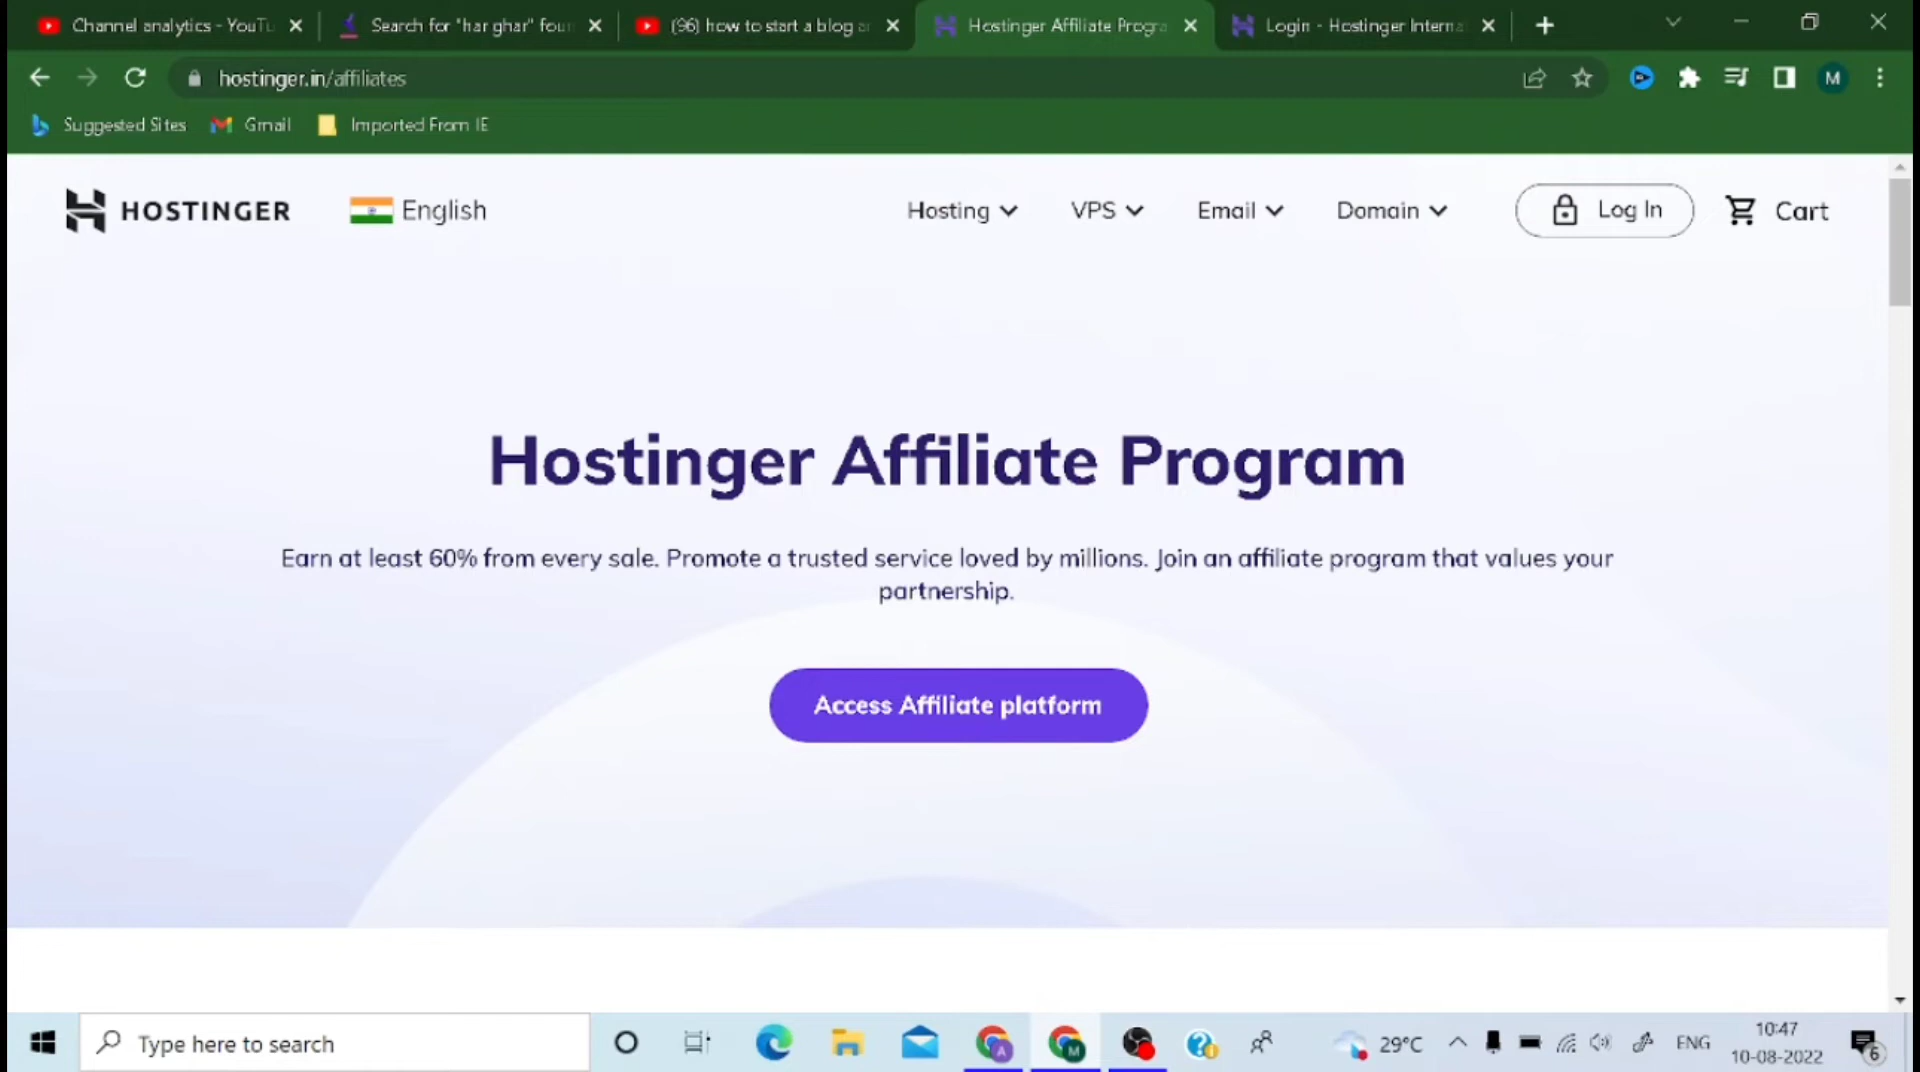 Channel analytics - YouTu
Search for "har ghar" foun
(96) how to start a blog a
Hostinger Affiliate Progra
Login - Hostinger Interna
hostinger.in/affiliates
M
Suggested Sites
Gmail
Imported From IE
HOSTINGER
English
Hosting
VPS
Email
Domain
Log In
Cart
Hostinger Affiliate Program
Earn at least 60% from every sale. Promote a trusted service loved by millions. Join an affiliate program that values your
partnership.
Access Affiliate platform
Type here to search
A
M
29°C
ENG
10:47
10-08-2022
6